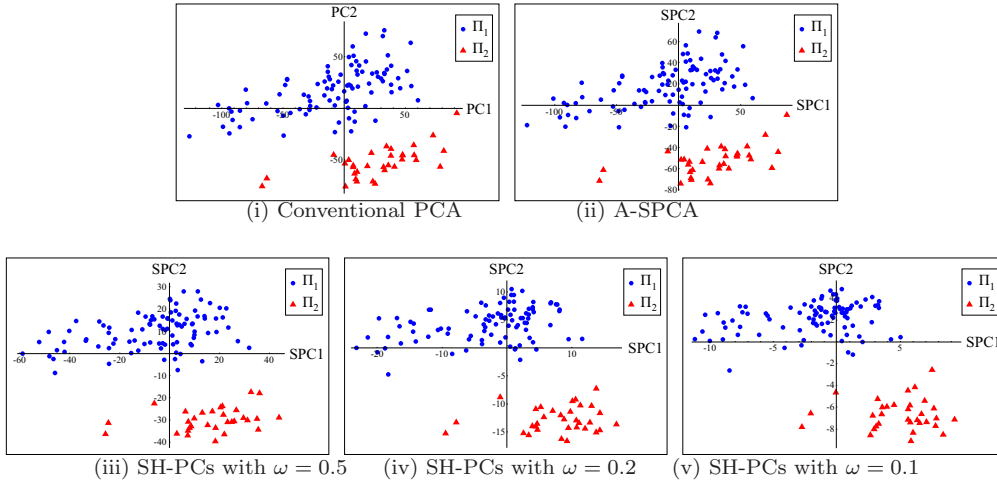 PC2
Π₁
Π₂
50
PC1
-100
-50
50
-50
(i) Conventional PCA
SPC2
Π₁
Π₂
60
40
20
SPC1
-100
-50
50
-20
-40
-60
-80
(ii) A-SPCA
SPC2
Π₁
Π₂
30
20
10
SPC1
-60
-40
-20
20
40
-10
-20
-30
-40
(iii) SH-PCs with ω = 0.5
SPC2
Π₁
Π₂
10
5
SPC1
-20
-10
10
-5
-10
-15
(iv) SH-PCs with ω = 0.2
SPC2
Π₁
Π₂
2
SPC1
-10
-5
5
-2
-4
-6
-8
(v) SH-PCs with ω = 0.1